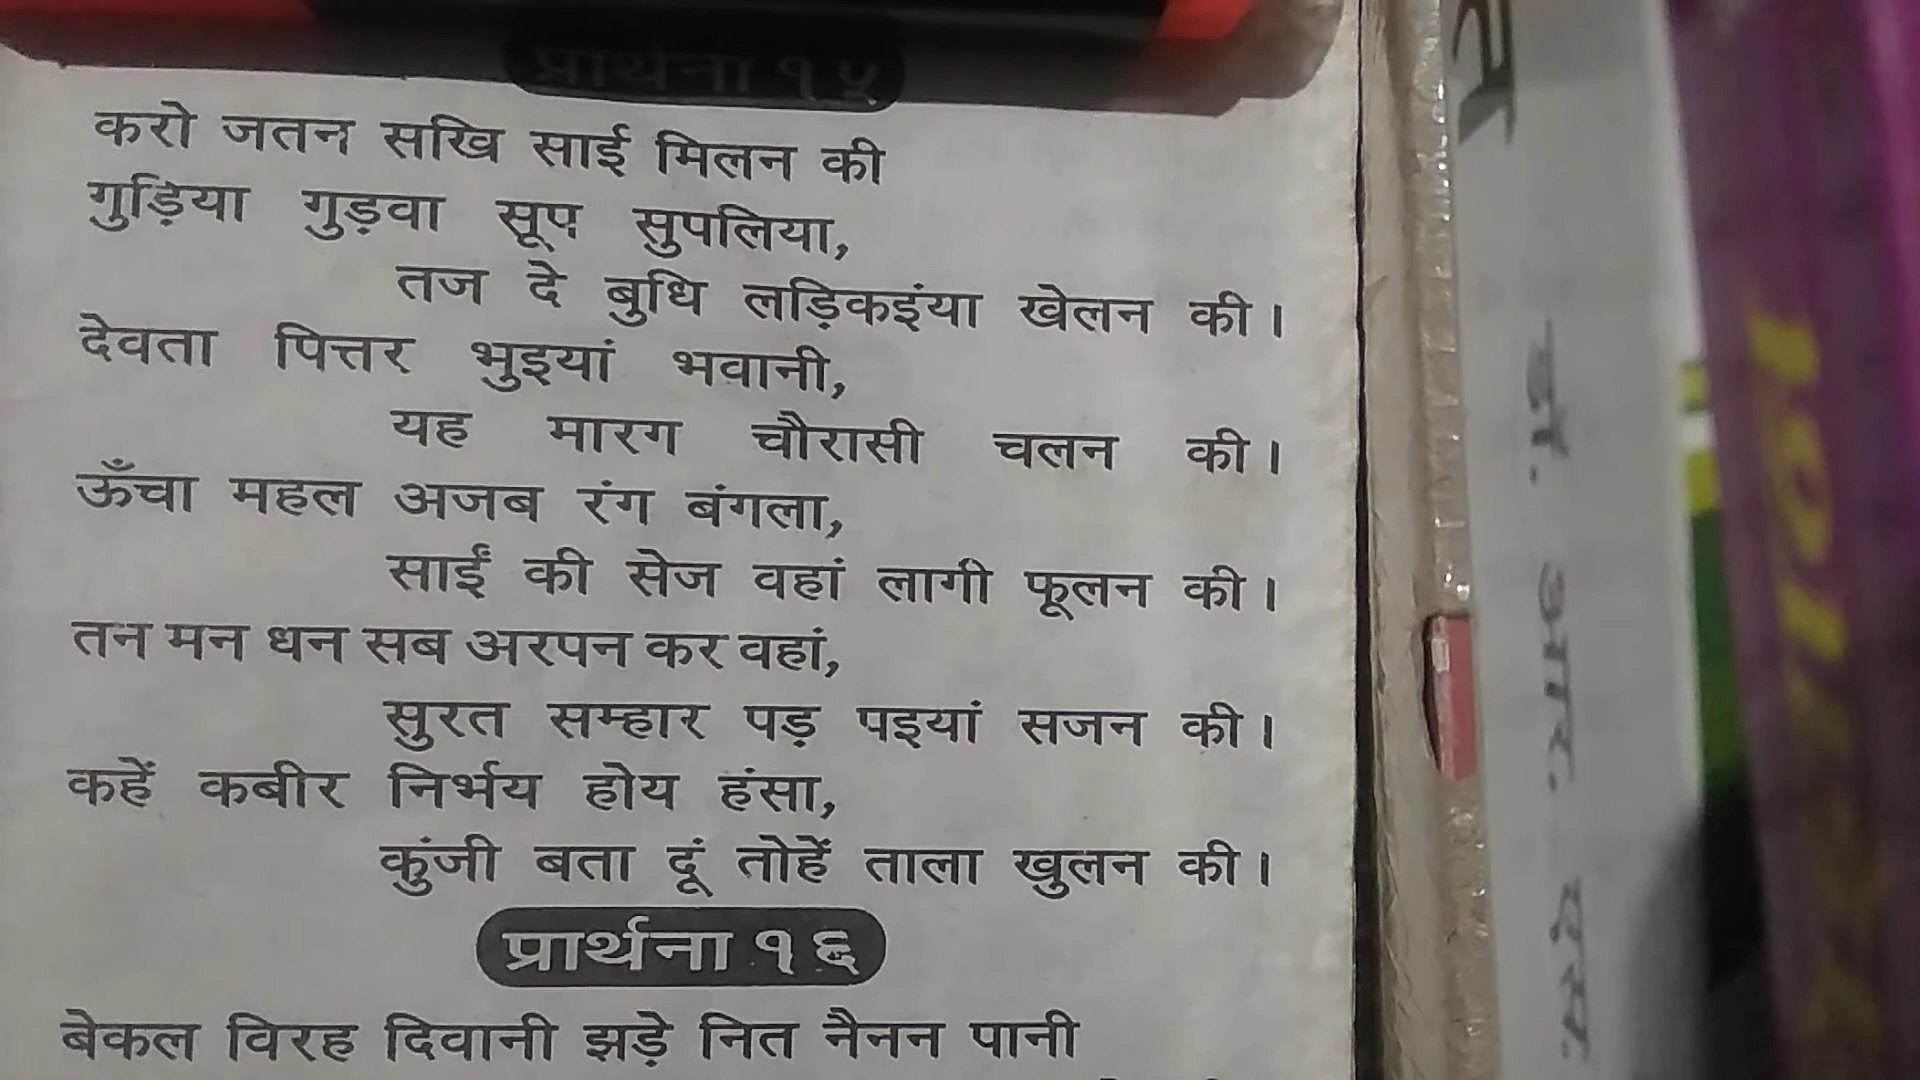 प्रार्थना १५
करो जतन सखि साई मिलन की
गुड़िया गुड़वा सूप सुपलिया,
तज दे बुधि लड़िकइंया खेलन की।
देवता पित्तर भुइयां भवानी,
यह मारग चौरासी चलन की।
ऊँचा महल अजब रंग बंगला,
साईं की सेज वहां लागी फूलन की।
तन मन धन सब अरपन कर वहां,
सुरत सम्हार पड़ पइयां सजन की।
कहें कबीर निर्भय होय हंसा,
कुंजी बता दूं तोहें ताला खुलन की।
प्रार्थना १६
बेकल विरह दिवानी झड़े नित नैनन पानी